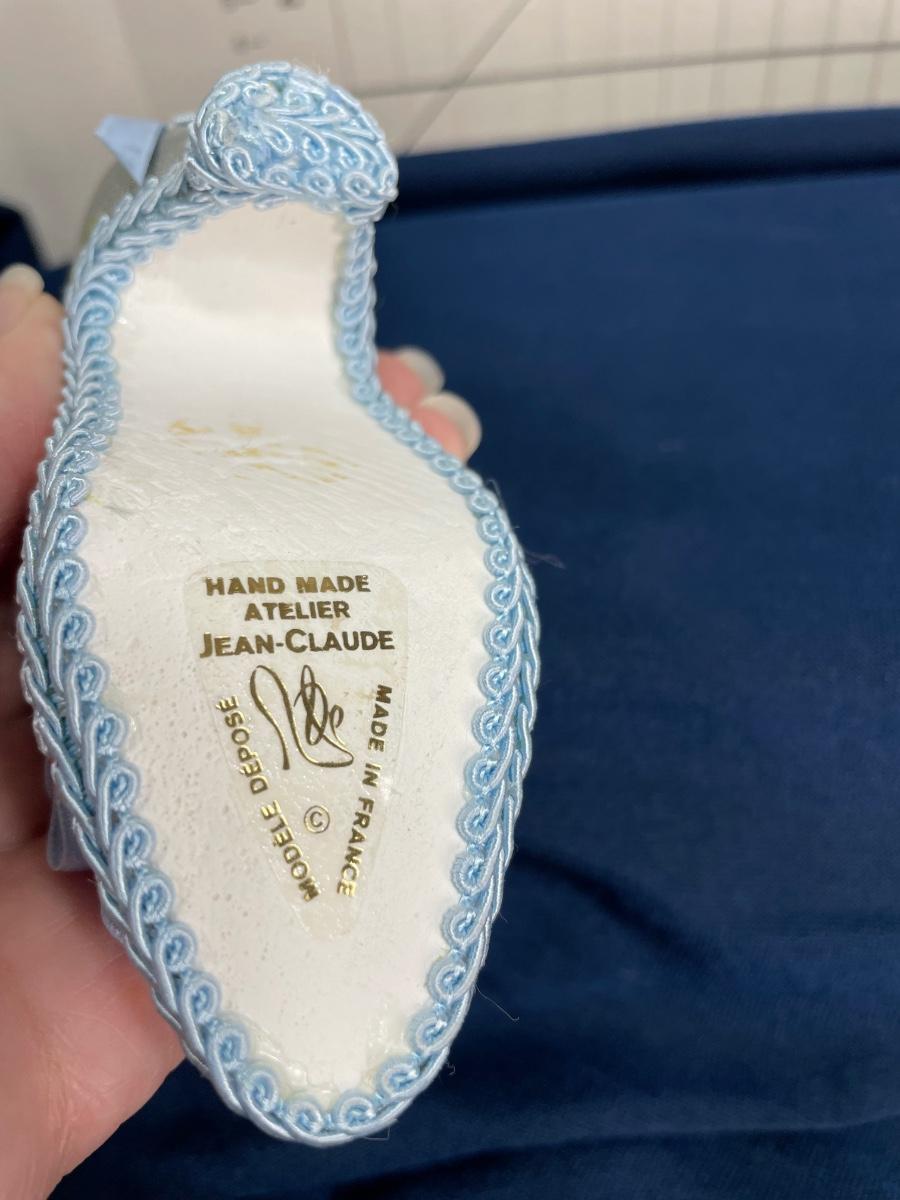 HAND MADE
ATELIER
JEAN-CLAUDE
MODÈLE DÉPOSÉ
©
MADE IN FRANCE